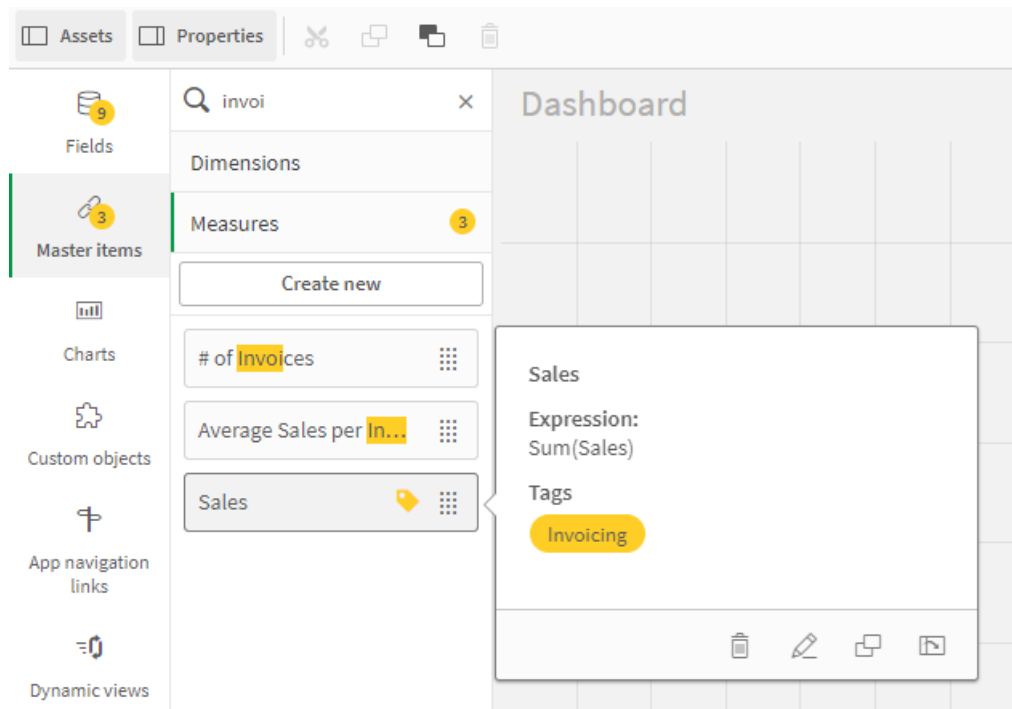 Assets
Properties
9
Fields
3
Master items
Charts
Custom objects
App navigation
links
Dynamic views
invoi
Dimensions
Measures
3
Create new
# of Invoices
Average Sales per In...
Sales
Dashboard
Sales
Expression:
Sum(Sales)
Tags
Invoicing